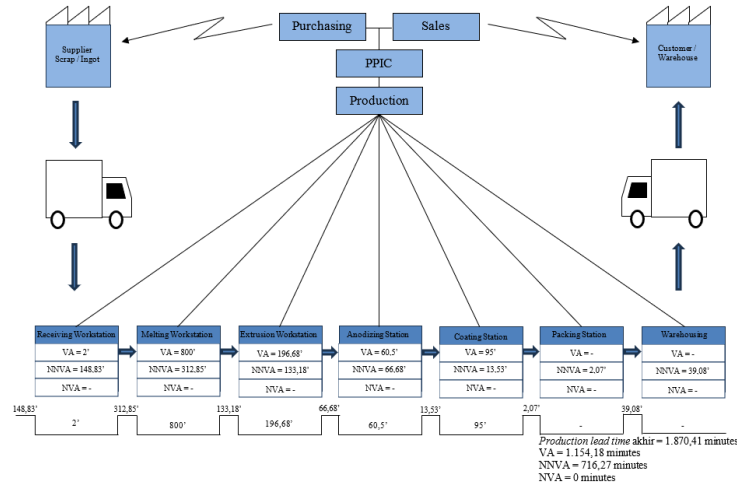 Purchasing
Sales
Supplier
Scrap / Ingot
Customer /
Warehouse
PPIC
Production
Receiving Workstation
VA = 2'
NNVA = 148,83'
NVA = -
Melting Workstation
VA = 800'
NNVA = 312,85'
NVA = -
Extrusion Workstation
VA = 196,68'
NNVA = 133,18'
NVA = -
Anodizing Station
VA = 60,5'
NNVA = 66,68'
NVA = -
Coating Station
VA = 95'
NNVA = 13,53'
NVA = -
Packing Station
VA = -
NNVA = 2,07'
NVA = -
Warehousing
VA = -
NNVA = 39,08'
NVA = -
148,83' 312,85' 133,18' 66,68' 13,53' 2,07' 39,08'
2' 800' 196,68' 60,5' 95' - -
Production lead time akhir = 1.870,41 minutes
VA = 1.154,18 minutes
NNVA = 716,27 minutes
NVA = 0 minutes